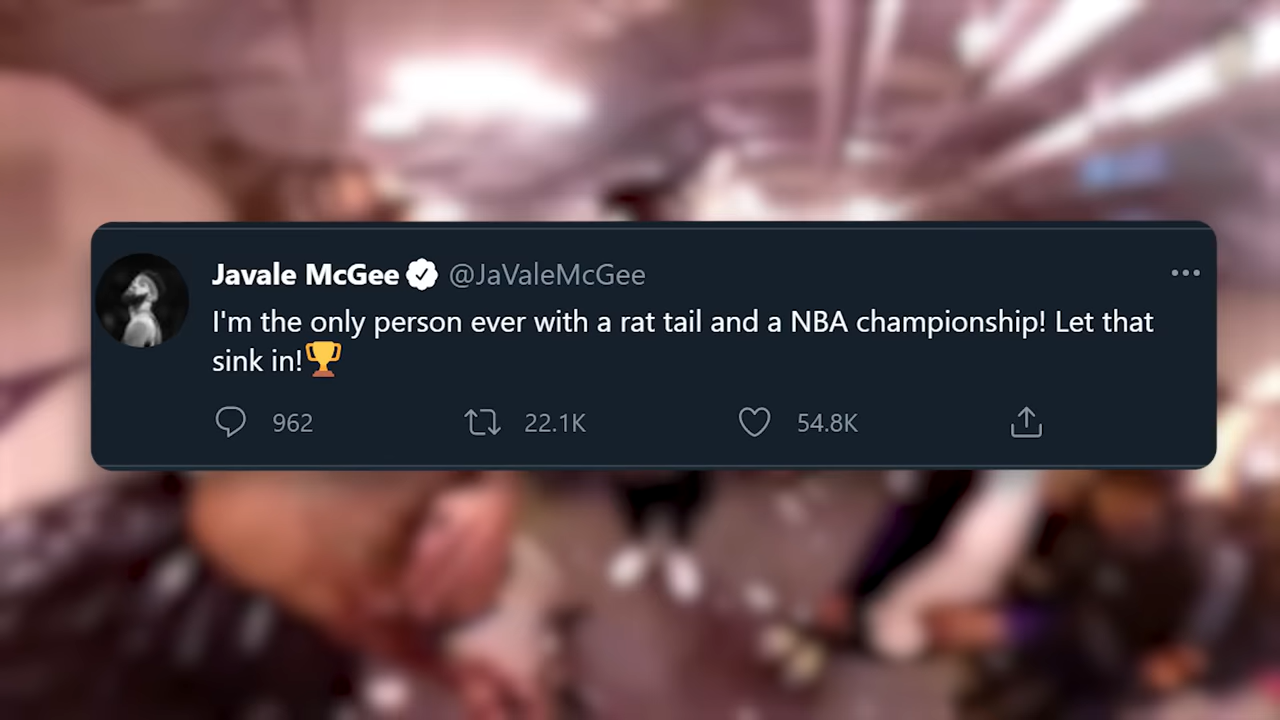 Javale McGee @JaValeMcGee
I'm the only person ever with a rat tail and a NBA championship! Let that
sink in!🏆
962 22.1K 54.8K